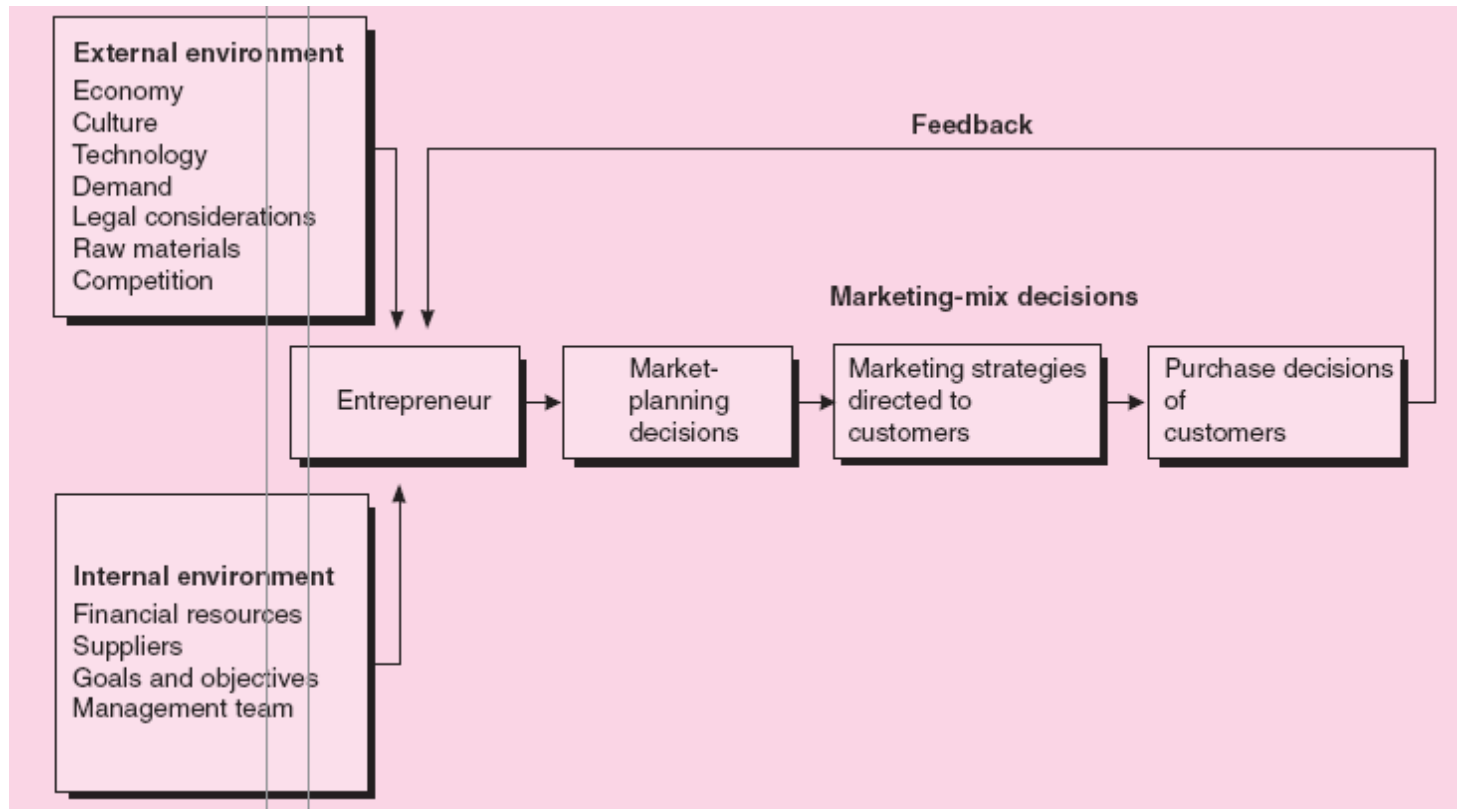 External environment
Economy
Culture
Technology
Demand
Legal considerations
Raw materials
Competition
Feedback
Marketing-mix decisions
Entrepreneur
Market-
planning
decisions
Marketing strategies
directed to
customers
Purchase decisions
of
customers
Internal environment
Financial resources
Suppliers
Goals and objectives
Management team